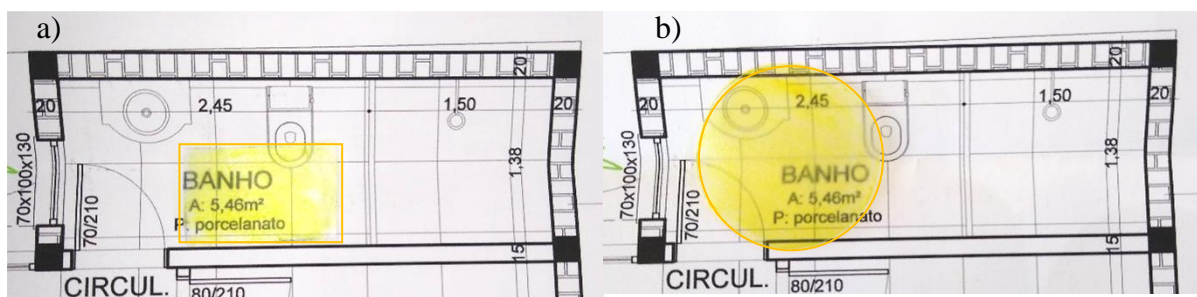 a)
20
20
2,45
1,50
20
70x100x130
1,38
BANHO
A: 5,46m²
P: porcelanato
70/210
15
CIRCUL.
80/210
b)
20
20
2,45
1,50
20
70x100x130
1,38
BANHO
A: 5,46m²
P: porcelanato
70/210
15
CIRCUL.
80/210